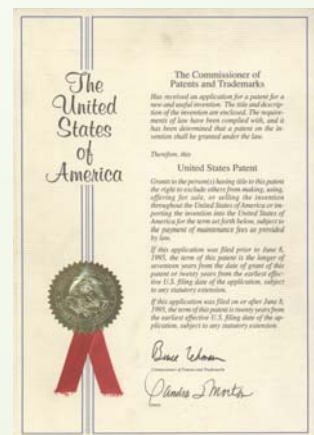 The
United
States
of
America
The Commissioner of
Patents and Trademarks
Has received an application for a patent for a
new and useful invention. The title and descrip-
tion of the invention are enclosed. The require-
ments of law have been complied with, and it
has been determined that a patent on the in-
vention shall be granted under the law.
Therefore, this
United States Patent
Grants to the person(s) having title to this patent
the right to exclude others from making, using,
offering for sale, or selling the invention
throughout the United States of America or im-
porting the invention into the United States of
America for the term set forth below, subject to
the payment of maintenance fees as provided
by law.
If this application was filed prior to June 8,
1995, the term of this patent is the longer of
seventeen years from the date of grant of this
patent or twenty years from the earliest effec-
tive U.S. filing date of the application, subject
to any statutory extension.
If this application was filed on or after June 8,
1995, the term of this patent is twenty years from
the earliest effective U.S. filing date of the ap-
plication, subject to any statutory extension.
Bruce Lehman
Commissioner of Patents and Trademarks